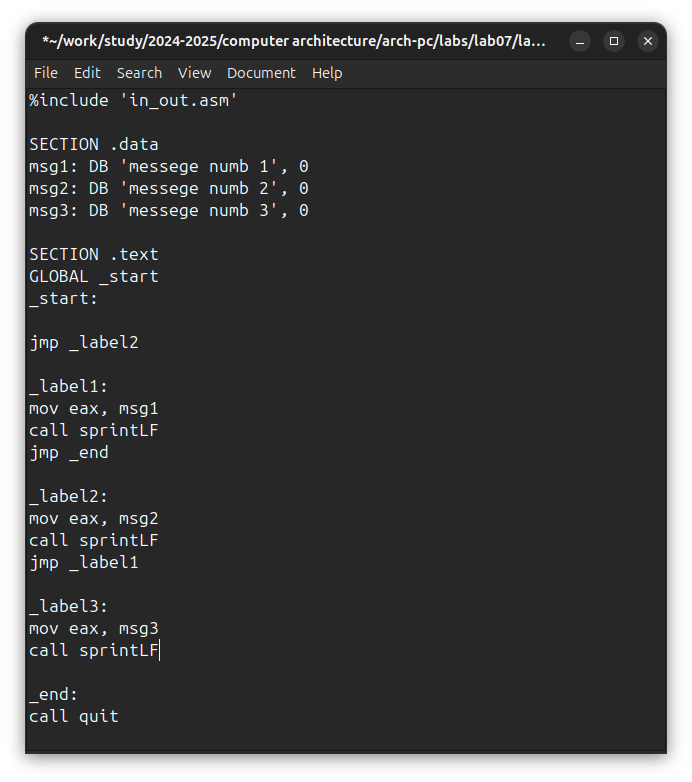 *~/work/study/2024-2025/computer architecture/arch-pc/labs/lab07/la...
File Edit Search View Document Help
%include 'in_out.asm'
SECTION .data
msg1: DB 'messege numb 1', 0
msg2: DB 'messege numb 2', 0
msg3: DB 'messege numb 3', 0
SECTION .text
GLOBAL _start
_start:
jmp _label2
_label1:
mov eax, msg1
call sprintLF
jmp _end
_label2:
mov eax, msg2
call sprintLF
jmp _label1
_label3:
mov eax, msg3
call sprintLF
_end:
call quit